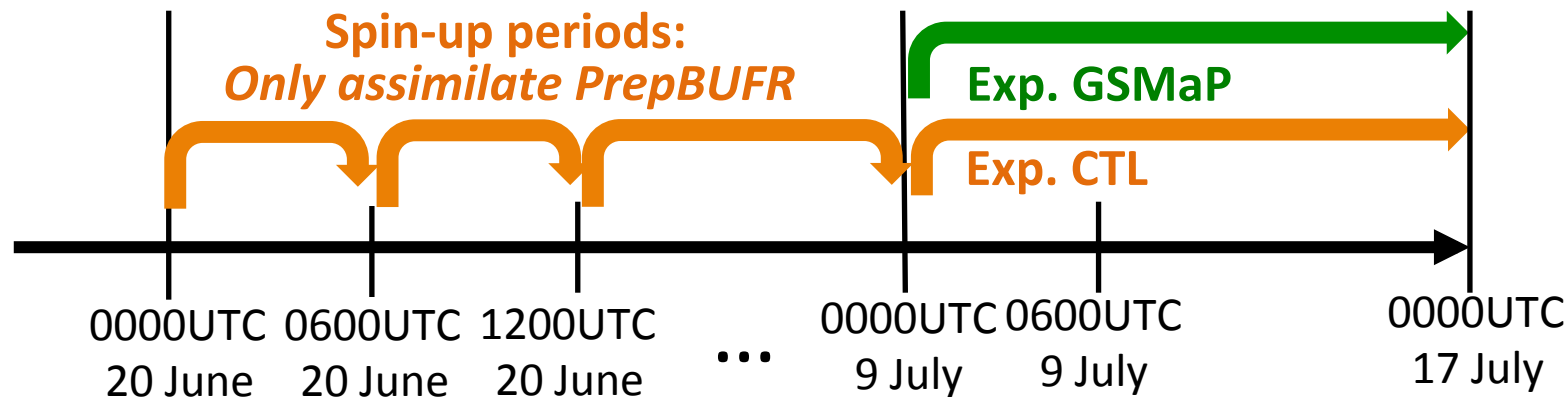 Spin-up periods:
Only assimilate PrepBUFR
Exp. GSMaP
Exp. CTL
0000UTC 0600UTC 1200UTC ... 0000UTC 0600UTC 0000UTC
20 June 20 June 20 June 9 July 9 July 17 July